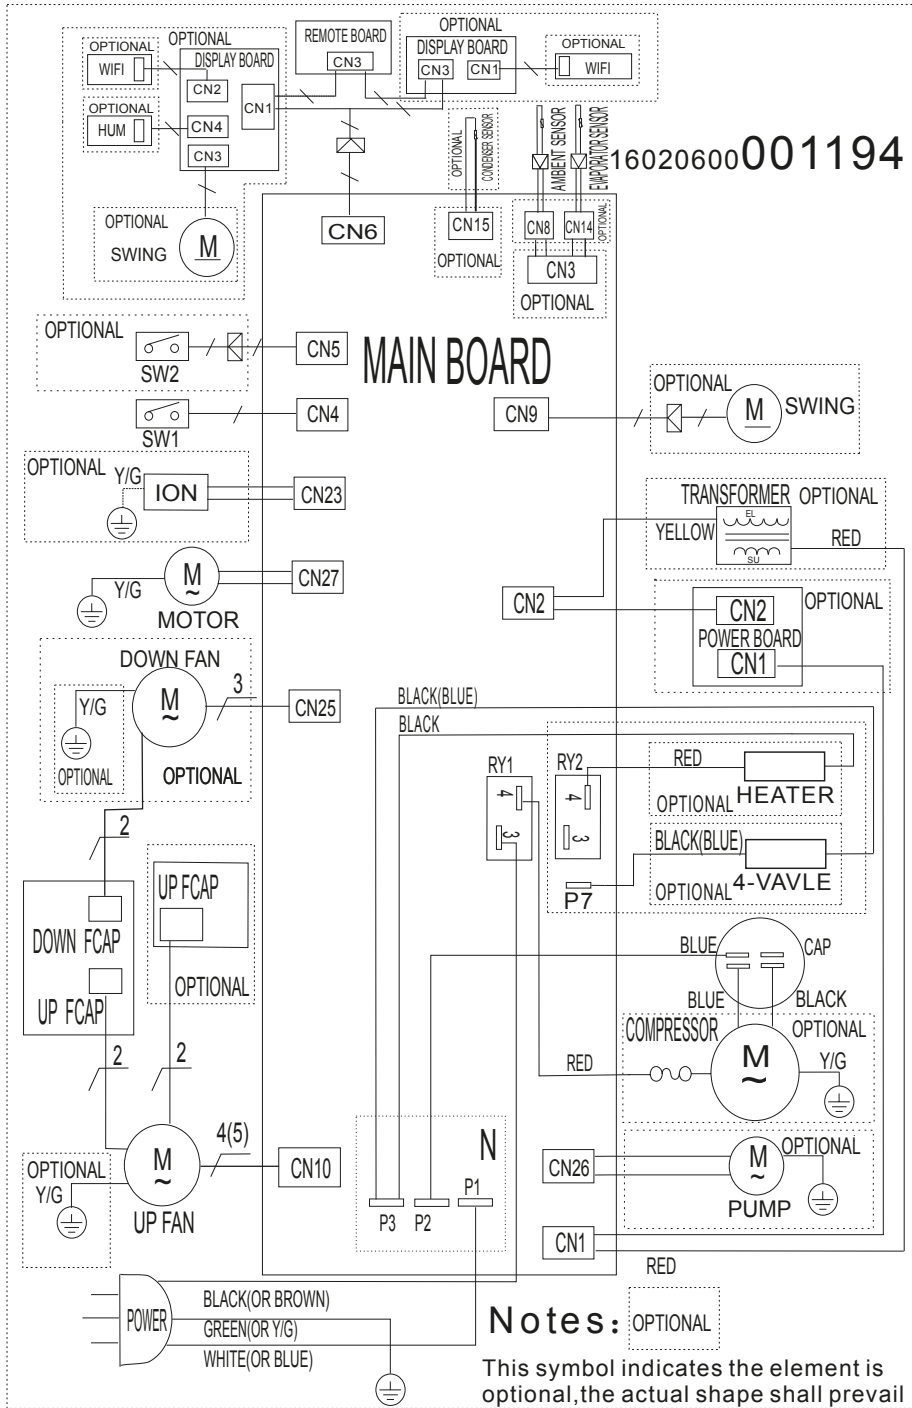 OPTIONAL
WIFI
OPTIONAL
HUM
OPTIONAL
DISPLAY BOARD
CN2
CN1
CN4
CN3
OPTIONAL
SWING
M
REMOTE BOARD
CN3
OPTIONAL
DISPLAY BOARD
CN3
CN1
OPTIONAL
WIFI
OPTIONAL
CONDENSER SENSOR
AMBIENT SENSOR
EVAPORATOR SENSOR
16020600001194
CN6
CN15
OPTIONAL
CN8
CN14
OPTIONAL
CN3
OPTIONAL
OPTIONAL
SW2
CN5
MAIN BOARD
SW1
CN4
CN9
OPTIONAL
M
SWING
OPTIONAL
Y/G
ION
CN23
TRANSFORMER
OPTIONAL
YELLOW
EL
SU
RED
M
~
Y/G
MOTOR
CN27
CN2
CN2
OPTIONAL
POWER BOARD
CN1
DOWN FAN
M
~
3
Y/G
OPTIONAL
OPTIONAL
CN25
BLACK(BLUE)
BLACK
RY1
4
3
RY2
4
3
RED
OPTIONAL
HEATER
BLACK(BLUE)
OPTIONAL
4-VAVLE
P7
2
DOWN FCAP
UP FCAP
UP FCAP
OPTIONAL
2
2
BLUE
CAP
BLUE
BLACK
COMPRESSOR
OPTIONAL
M
~
Y/G
RED
OPTIONAL
Y/G
M
~
UP FAN
4(5)
CN10
N
P3
P2
P1
CN26
M
~
OPTIONAL
PUMP
CN1
RED
POWER
BLACK(OR BROWN)
GREEN(OR Y/G)
WHITE(OR BLUE)
Notes: OPTIONAL
This symbol indicates the element is
optional,the actual shape shall prevail